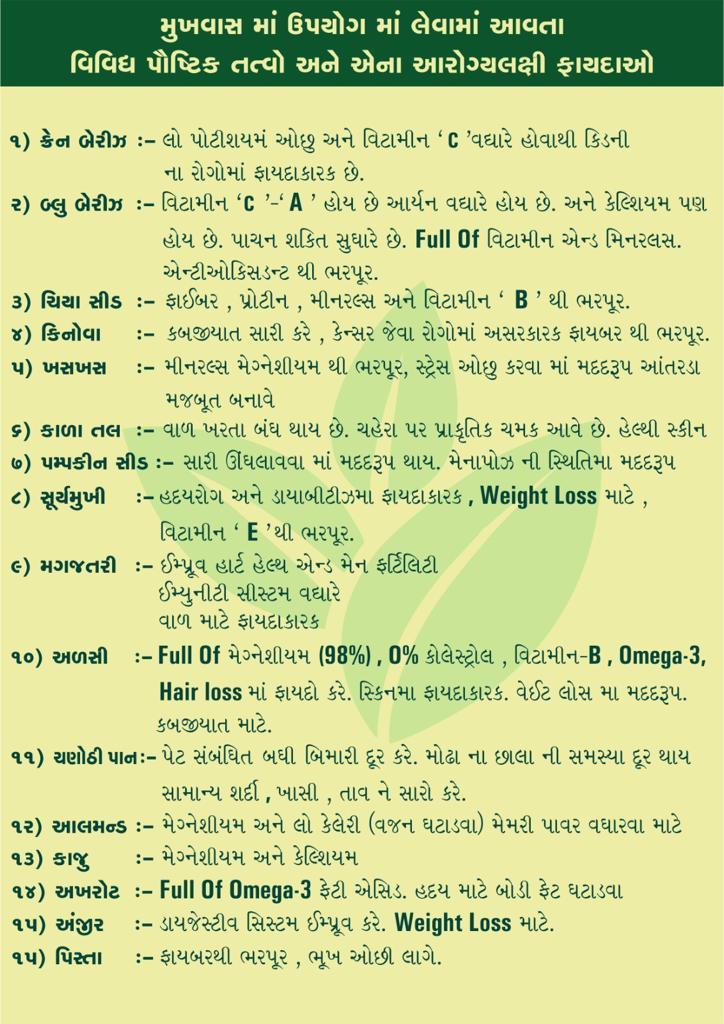 મુખવાસ માં ઉપયોગ માં લેવામાં આવતા
વિવિધ પૌષ્ટિક તત્વો અને એના આરોગ્યલક્ષી ફાયદાઓ
૧) ક્રેન બેરીઝ :– લો પોટીશયમં ઓછુ અને વિટામીન ‘ C ’વધારે હોવાથી કિડની
ના રોગોમાં ફાયદાકારક છે.
૨) બ્લુ બેરીઝ :– વિટામીન ‘C ’-‘ A ’ હોય છે આર્યન વધારે હોય છે. અને કેલ્શિયમ પણ
હોય છે. પાચન શકિત સુધારે છે. Full Of વિટામીન એન્ડ મિનરલસ.
એન્ટીઓકિસડન્ટ થી ભરપૂર.
૩) ચિયા સીડ :– ફાઈબર , પ્રોટીન , મીનરલ્સ અને વિટામીન ‘ B ’ થી ભરપૂર.
૪) કિનોવા :– કબજીયાત સારી કરે , કેન્સર જેવા રોગોમાં અસરકારક ફાયબર થી ભરપૂર.
૫) ખસખસ :– મીનરલ્સ મેગ્નેશીયમ થી ભરપૂર, સ્ટ્રેસ ઓછુ કરવા માં મદદરૂપ આંતરડા
મજબૂત બનાવે
૬) કાળા તલ :– વાળ ખરતા બંધ થાય છે. ચહેરા પર પ્રાકૃતિક ચમક આવે છે. હેલ્થી સ્કીન
૭) પમ્પકીન સીડ :– સારી ઊંઘલાવવા માં મદદરૂપ થાય. મેનાપોઝ ની સ્થિતિમા મદદરૂપ
૮) સૂર્યમુખી :– હદયરોગ અને ડાયાબીટીઝમા ફાયદાકારક , Weight Loss માટે ,
વિટામીન ‘ E ’થી ભરપૂર.
૯) મગજતરી :– ઈમ્પ્રૂવ હાર્ટ હેલ્થ એન્ડ મેન ફર્ટિલિટી
ઈમ્યુનીટી સીસ્ટમ વધારે
વાળ માટે ફાયદાકારક
૧૦) અળસી :– Full Of મેગ્નેશીયમ (98%) , 0% કોલેસ્ટ્રોલ , વિટામીન-B , Omega-3,
Hair loss માં ફાયદો કરે. સ્કિનમા ફાયદાકારક. વેઈટ લોસ મા મદદરૂપ.
કબજીયાત માટે.
૧૧) ચણોઠી પાન:– પેટ સંબંધિત બધી બિમારી દૂર કરે. મોઢા ના છાલા ની સમસ્યા દૂર થાય
સામાન્ય શર્દી , ખાસી , તાવ ને સારો કરે.
૧૨) આલમન્ડ :– મેગ્નેશીયમ અને લો કેલેરી (વજન ઘટાડવા) મેમરી પાવર વધારવા માટે
૧૩) કાજુ :– મેગ્નેશીયમ અને કેલ્શિયમ
૧૪) અખરોટ :– Full Of Omega-3 ફેટી એસિડ. હદય માટે બોડી ફેટ ઘટાડવા
૧૫) અંજીર :– ડાયજેસ્ટીવ સિસ્ટમ ઈમ્પ્રૂવ કરે. Weight Loss માટે.
૧૫) પિસ્તા :– ફાયબરથી ભરપૂર , ભૂખ ઓછી લાગે.